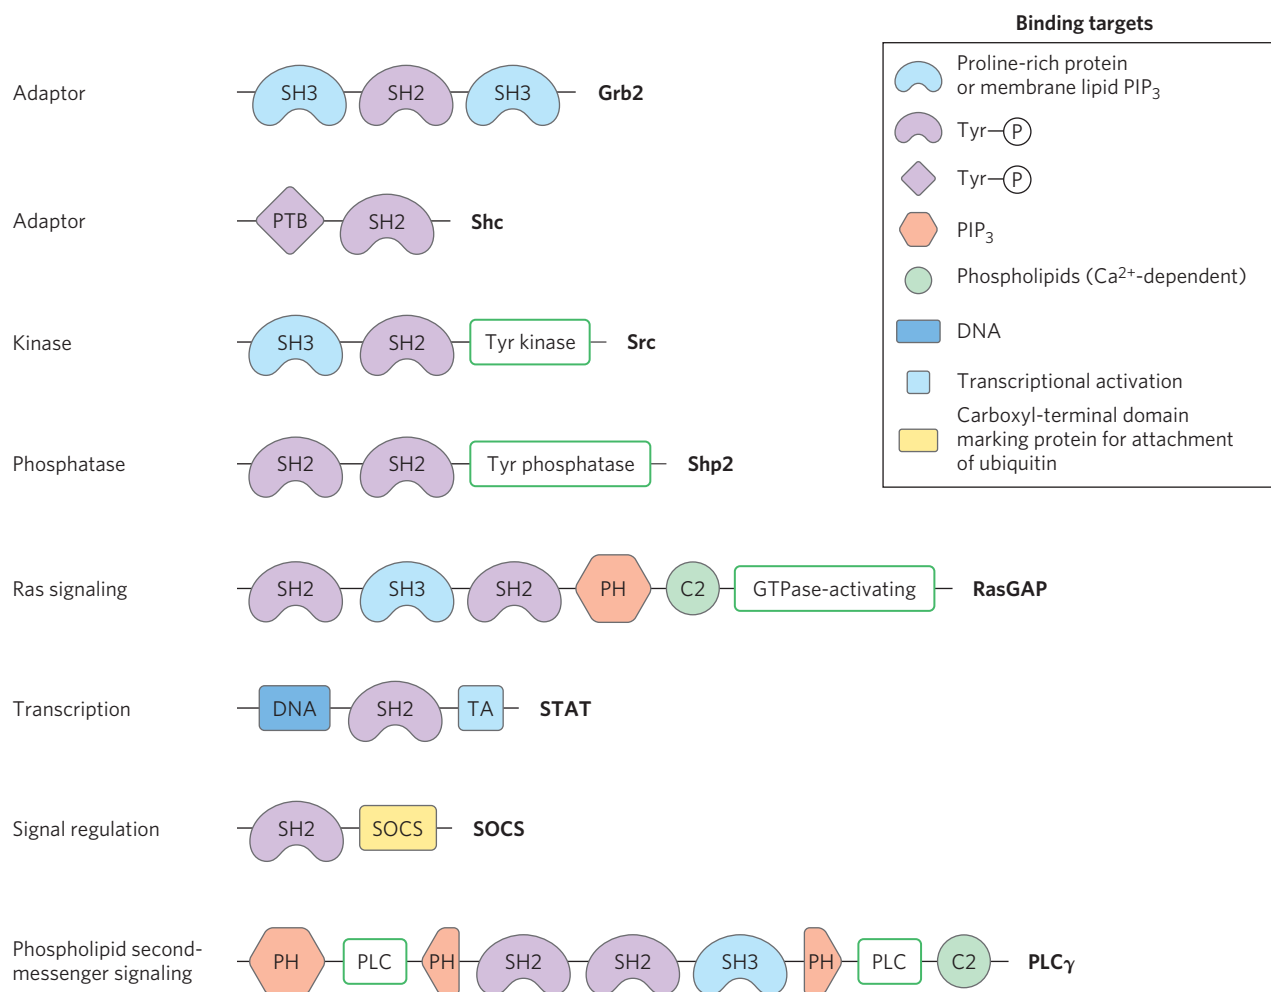 Binding targets
Proline-rich protein
or membrane lipid PIP₃
Tyr—P
Tyr—P
PIP₃
Phospholipids (Ca²⁺-dependent)
DNA
Transcriptional activation
Carboxyl-terminal domain
marking protein for attachment
of ubiquitin
Adaptor SH3 SH2 SH3 Grb2
Adaptor PTB SH2 Shc
Kinase SH3 SH2 Tyr kinase Src
Phosphatase SH2 SH2 Tyr phosphatase Shp2
Ras signaling SH2 SH3 SH2 PH C2 GTPase-activating RasGAP
Transcription DNA SH2 TA STAT
Signal regulation SH2 SOCS SOCS
Phospholipid second-
messenger signaling PH PLC PH SH2 SH2 SH3 PH PLC C2 PLCγ